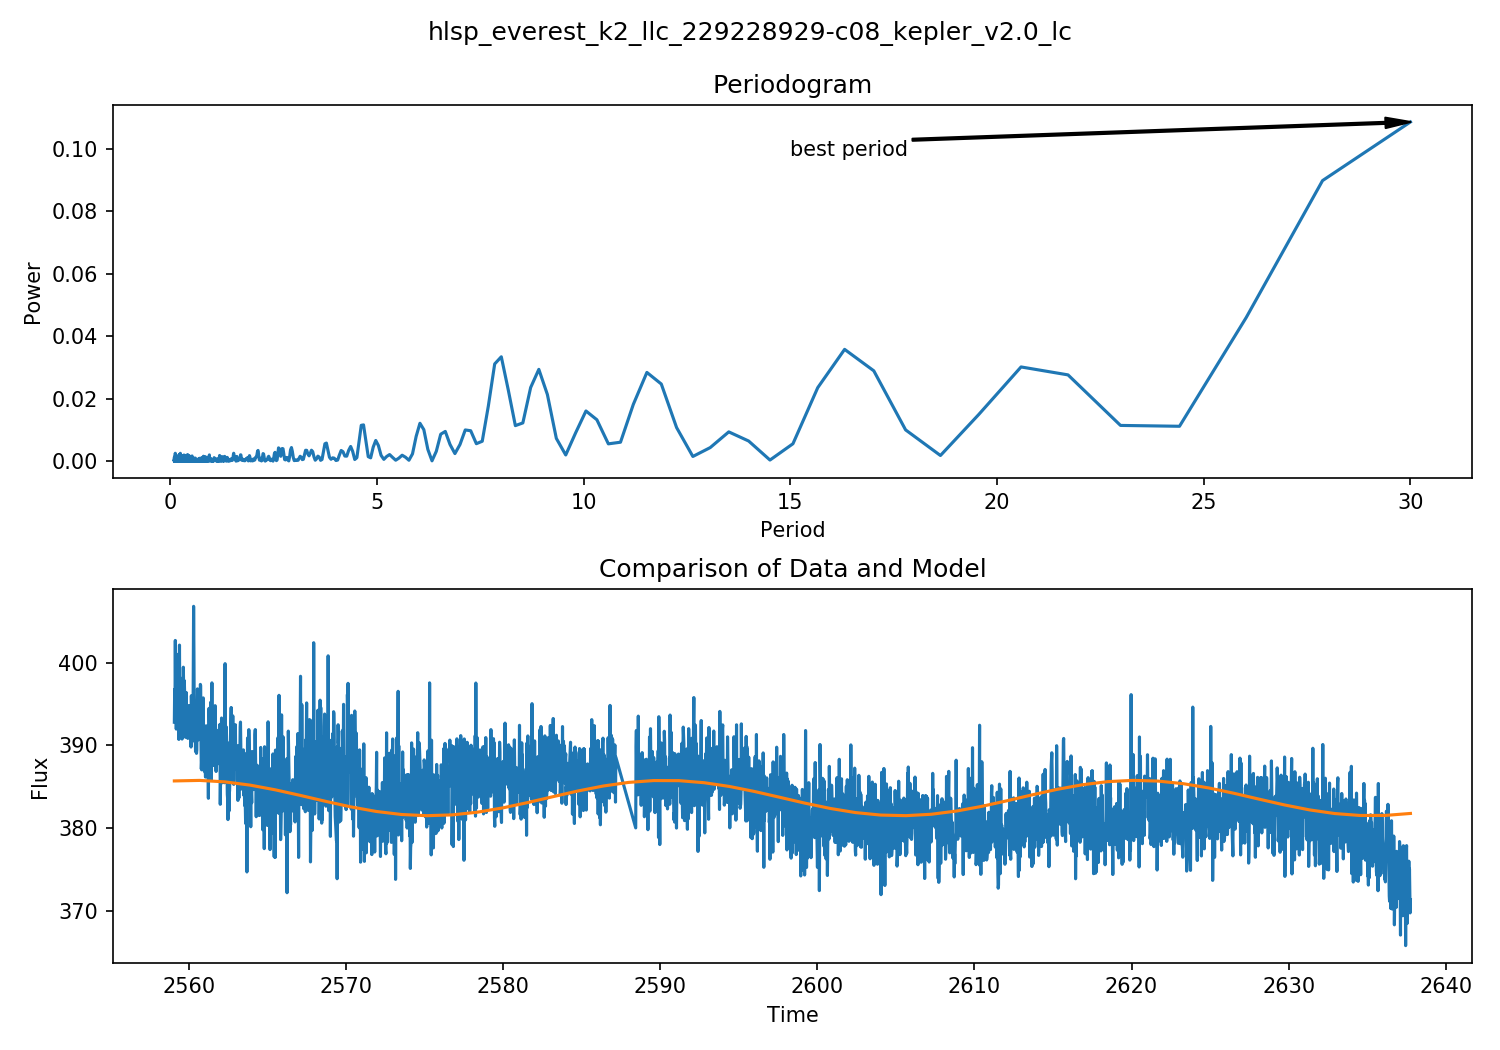 hlsp_everest_k2_llc_229228929-c08_kepler_v2.0_lc
Periodogram
best period
Power
0.10
0.08
0.06
0.04
0.02
0.00
0 5 10 15 20 25 30
Period
Comparison of Data and Model
Flux
400
390
380
370
2560 2570 2580 2590 2600 2610 2620 2630 2640
Time